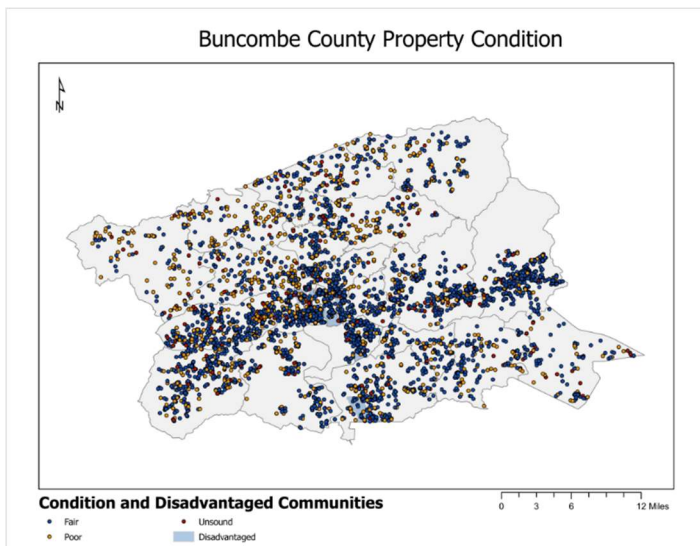 Buncombe County Property Condition
N
Condition and Disadvantaged Communities
Fair
Unsound
Poor
Disadvantaged
0 3 6 12 Miles